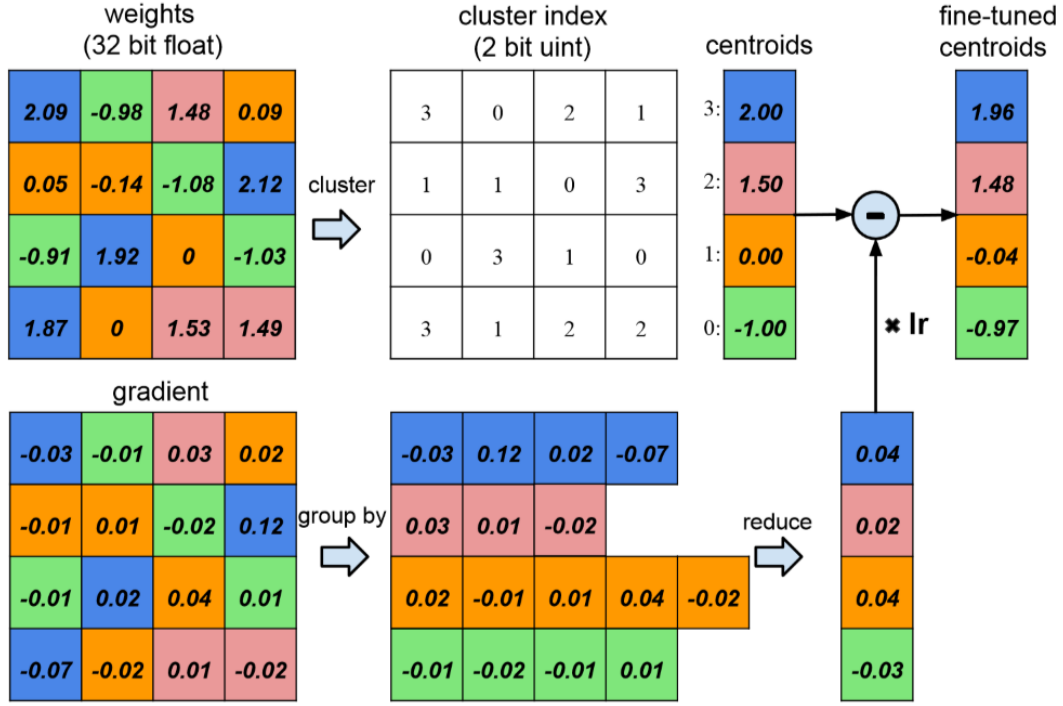 weights
(32 bit float)
cluster index
(2 bit uint)
centroids
fine-tuned
centroids
2.09 -0.98 1.48 0.09
3 0 2 1
3: 2.00
1.96
0.05 -0.14 -1.08 2.12
cluster
1 1 0 3
2: 1.50
1.48
-0.91 1.92 0 -1.03
0 3 1 0
1: 0.00
-0.04
1.87 0 1.53 1.49
3 1 2 2
0: -1.00
-0.97
× lr
gradient
-0.03 -0.01 0.03 0.02
-0.03 0.12 0.02 -0.07
0.04
-0.01 0.01 -0.02 0.12
group by
0.03 0.01 -0.02
reduce
0.02
-0.01 0.02 0.04 0.01
0.02 -0.01 0.01 0.04 -0.02
0.04
-0.07 -0.02 0.01 -0.02
-0.01 -0.02 -0.01 0.01
-0.03